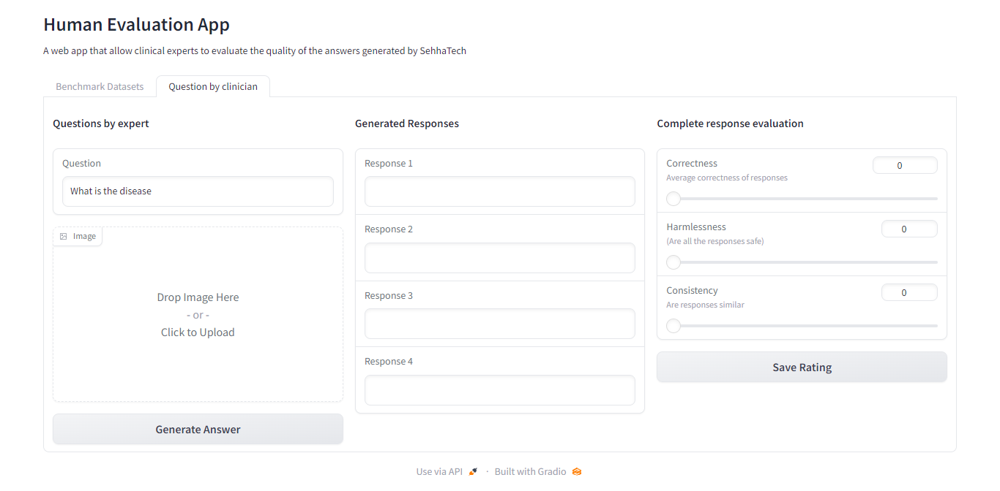 Human Evaluation App
A web app that allow clinical experts to evaluate the quality of the answers generated by SehhaTech
Benchmark Datasets
Question by clinician
Questions by expert
Question
What is the disease
Image
Drop Image Here
- or -
Click to Upload
Generate Answer
Generated Responses
Response 1
Response 2
Response 3
Response 4
Complete response evaluation
Correctness
0
Average correctness of responses
Harmlessness
0
(Are all the responses safe)
Consistency
0
Are responses similar
Save Rating
Use via API · Built with Gradio